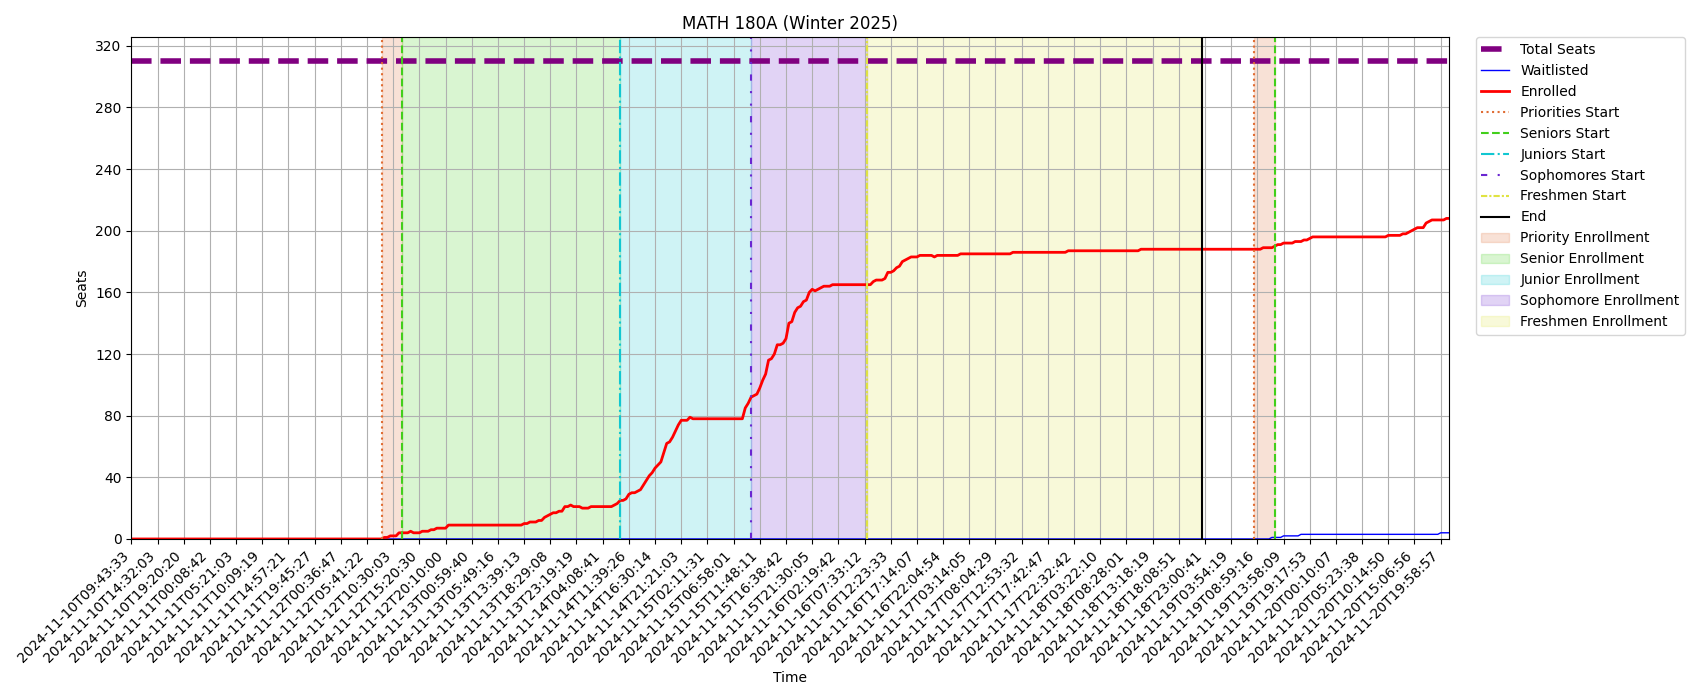 MATH 180A (Winter 2025)
320
280
240
200
160
120
80
40
0
Seats
2024-11-10T09:43:33
2024-11-10T14:32:03
2024-11-10T19:20:20
2024-11-11T00:08:42
2024-11-11T05:21:03
2024-11-11T10:09:19
2024-11-11T14:57:21
2024-11-11T19:45:27
2024-11-12T00:36:47
2024-11-12T05:41:22
2024-11-12T10:30:03
2024-11-12T15:20:30
2024-11-12T20:10:00
2024-11-13T00:59:40
2024-11-13T05:49:16
2024-11-13T13:39:13
2024-11-13T18:29:08
2024-11-13T23:19:19
2024-11-14T04:08:41
2024-11-14T11:39:26
2024-11-14T16:30:14
2024-11-14T21:21:03
2024-11-15T02:11:31
2024-11-15T06:58:01
2024-11-15T11:48:11
2024-11-15T16:38:42
2024-11-15T21:30:05
2024-11-16T02:19:42
2024-11-16T07:33:12
2024-11-16T12:23:33
2024-11-16T17:14:07
2024-11-16T22:04:54
2024-11-17T03:14:05
2024-11-17T08:04:29
2024-11-17T12:53:32
2024-11-17T17:42:47
2024-11-17T22:32:42
2024-11-18T03:22:10
2024-11-18T08:28:01
2024-11-18T13:18:19
2024-11-18T18:08:51
2024-11-18T23:00:41
2024-11-19T03:54:19
2024-11-19T08:59:16
2024-11-19T13:58:09
2024-11-19T19:17:53
2024-11-20T00:10:07
2024-11-20T05:23:38
2024-11-20T10:14:50
2024-11-20T15:06:56
2024-11-20T19:58:57
Time
Total Seats
Waitlisted
Enrolled
Priorities Start
Seniors Start
Juniors Start
Sophomores Start
Freshmen Start
End
Priority Enrollment
Senior Enrollment
Junior Enrollment
Sophomore Enrollment
Freshmen Enrollment